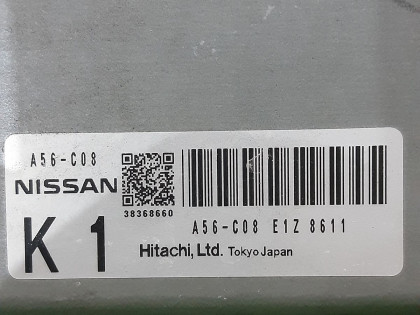 A56-C08
NISSAN
38368660
K 1
A56-C08 E1Z 8611
Hitachi, Ltd. Tokyo Japan